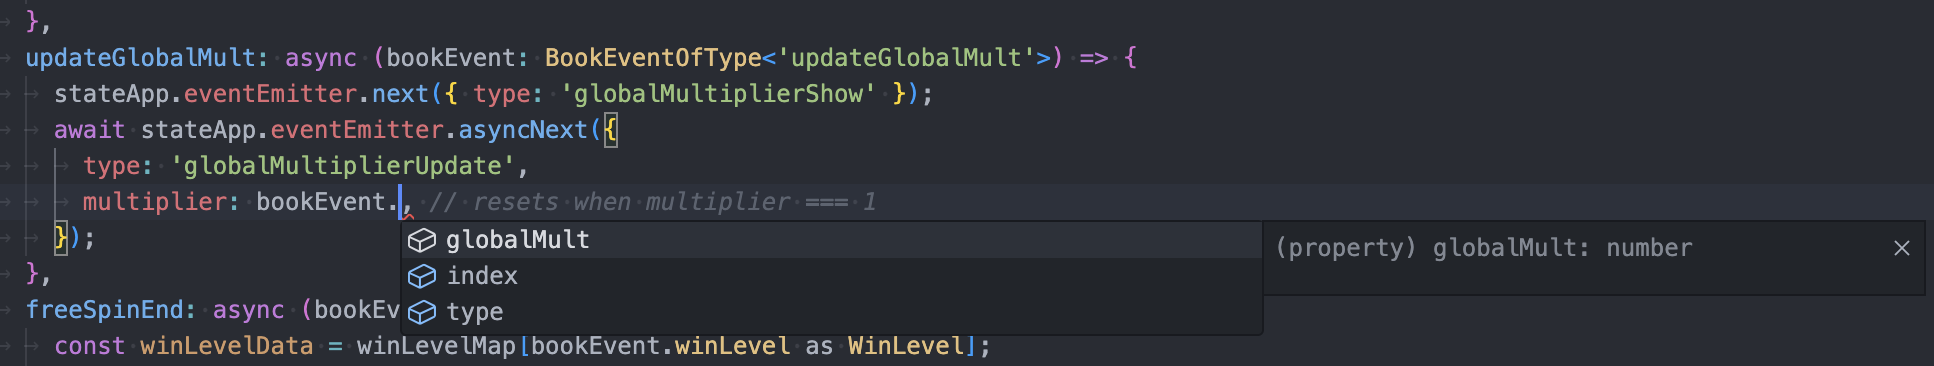 },
updateGlobalMult: async (bookEvent: BookEventOfType<'updateGlobalMult'>) => {
stateApp.eventEmitter.next({ type: 'globalMultiplierShow' });
await stateApp.eventEmitter.asyncNext({
type: 'globalMultiplierUpdate',
multiplier: bookEvent., // resets when multiplier === 1
});
globalMult
(property) globalMult: number
index
type
},
freeSpinEnd: async (bookEv
const winLevelData = winLevelMap[bookEvent.winLevel as WinLevel];